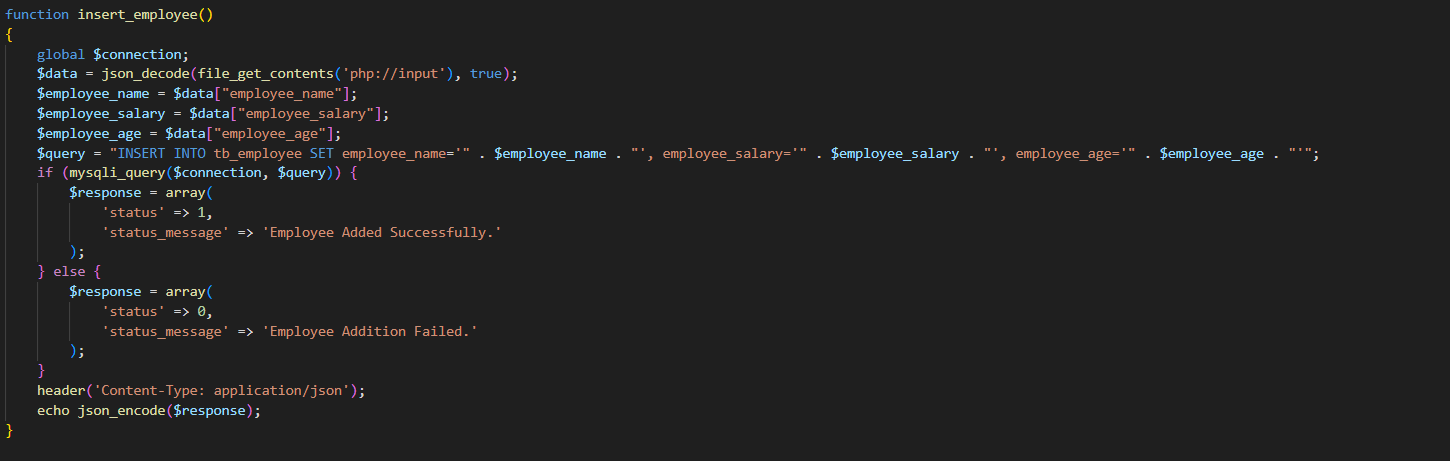 function insert_employee()
{
    global $connection;
    $data = json_decode(file_get_contents('php://input'), true);
    $employee_name = $data["employee_name"];
    $employee_salary = $data["employee_salary"];
    $employee_age = $data["employee_age"];
    $query = "INSERT INTO tb_employee SET employee_name='" . $employee_name . "', employee_salary='" . $employee_salary . "', employee_age='" . $employee_age . "'";
    if (mysqli_query($connection, $query)) {
        $response = array(
            'status' => 1,
            'status_message' => 'Employee Added Successfully.'
        );
    } else {
        $response = array(
            'status' => 0,
            'status_message' => 'Employee Addition Failed.'
        );
    }
    header('Content-Type: application/json');
    echo json_encode($response);
}